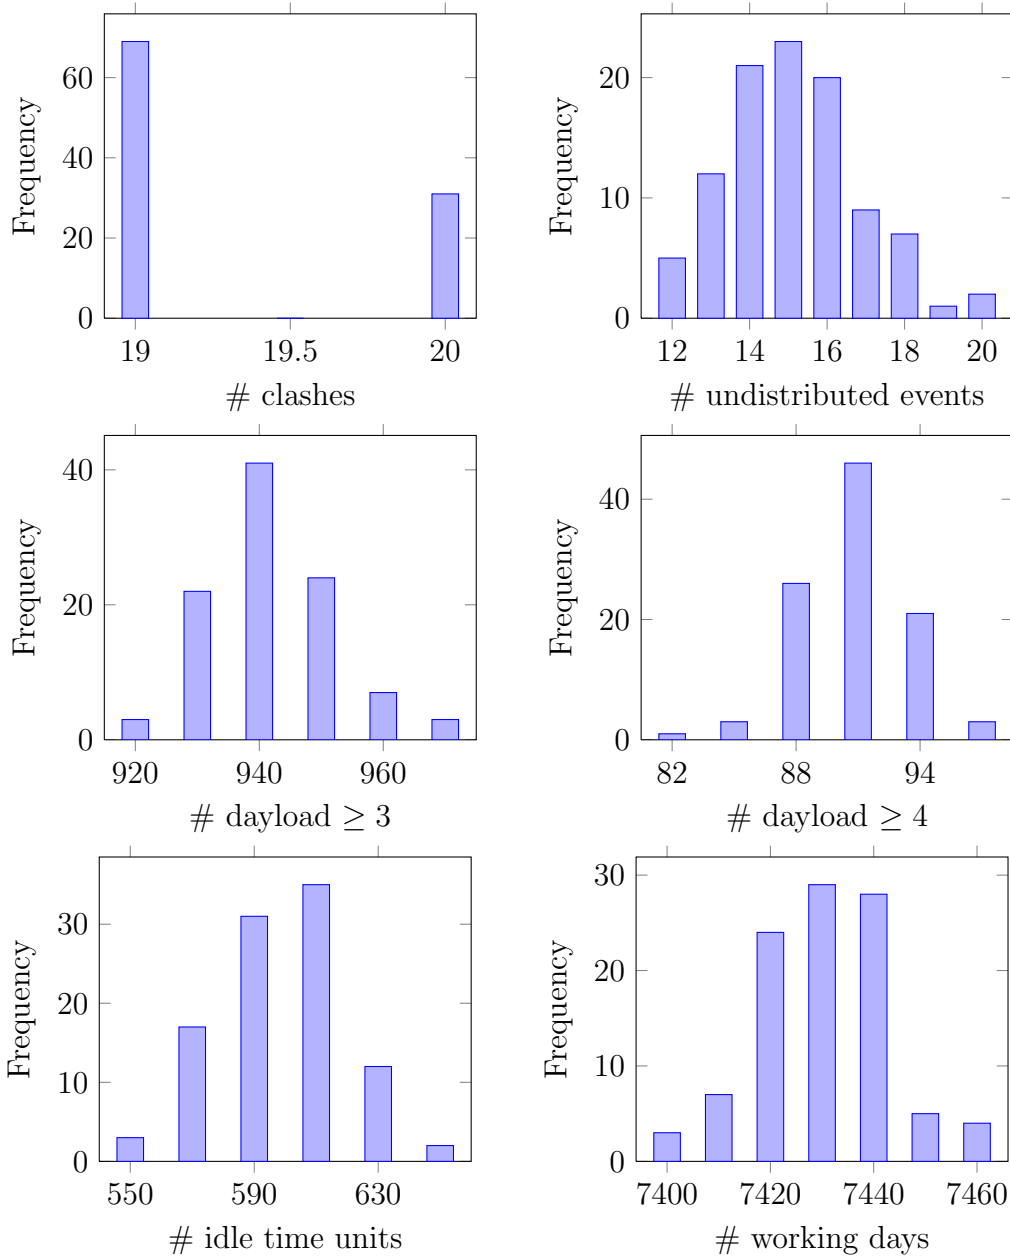 60
40
20
0
Frequency
19 19.5 20
# clashes
20
10
0
Frequency
12 14 16 18 20
# undistributed events
40
20
0
Frequency
920 940 960
# dayload ≥ 3
40
20
0
Frequency
82 88 94
# dayload ≥ 4
30
20
10
0
Frequency
550 590 630
# idle time units
30
20
10
0
Frequency
7400 7420 7440 7460
# working days